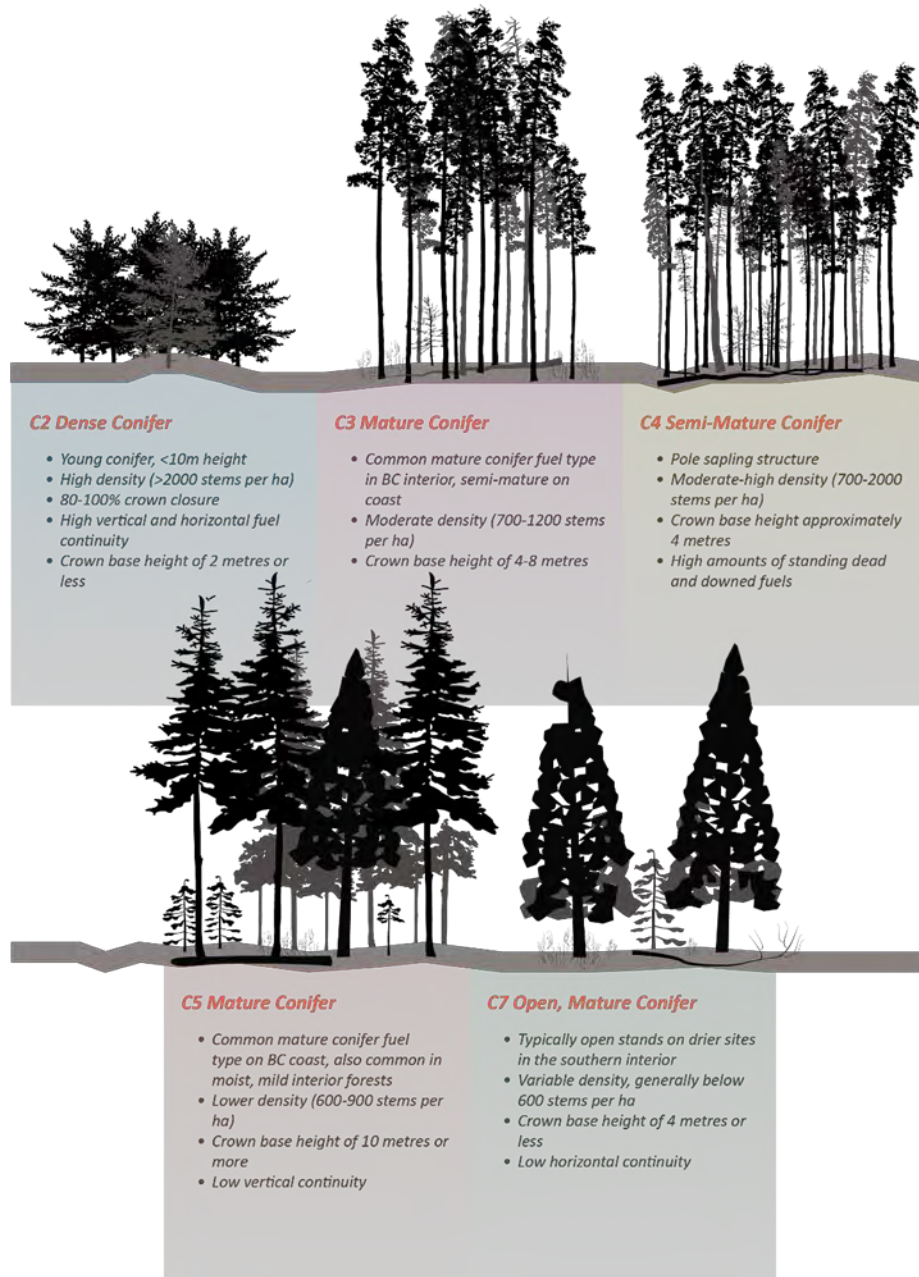 C2 Dense Conifer
• Young conifer, <10m height
• High density (>2000 stems per ha)
• 80-100% crown closure
• High vertical and horizontal fuel
continuity
• Crown base height of 2 metres or
less
C3 Mature Conifer
• Common mature conifer fuel type
in BC interior, semi-mature on
coast
• Moderate density (700-1200 stems
per ha)
• Crown base height of 4-8 metres
C4 Semi-Mature Conifer
• Pole sapling structure
• Moderate-high density (700-2000
stems per ha)
• Crown base height approximately
4 metres
• High amounts of standing dead
and downed fuels
C5 Mature Conifer
• Common mature conifer fuel
type on BC coast, also common in
moist, mild interior forests
• Lower density (600-900 stems per
ha)
• Crown base height of 10 metres or
more
• Low vertical continuity
C7 Open, Mature Conifer
• Typically open stands on drier sites
in the southern interior
• Variable density, generally below
600 stems per ha
• Crown base height of 4 metres or
less
• Low horizontal continuity